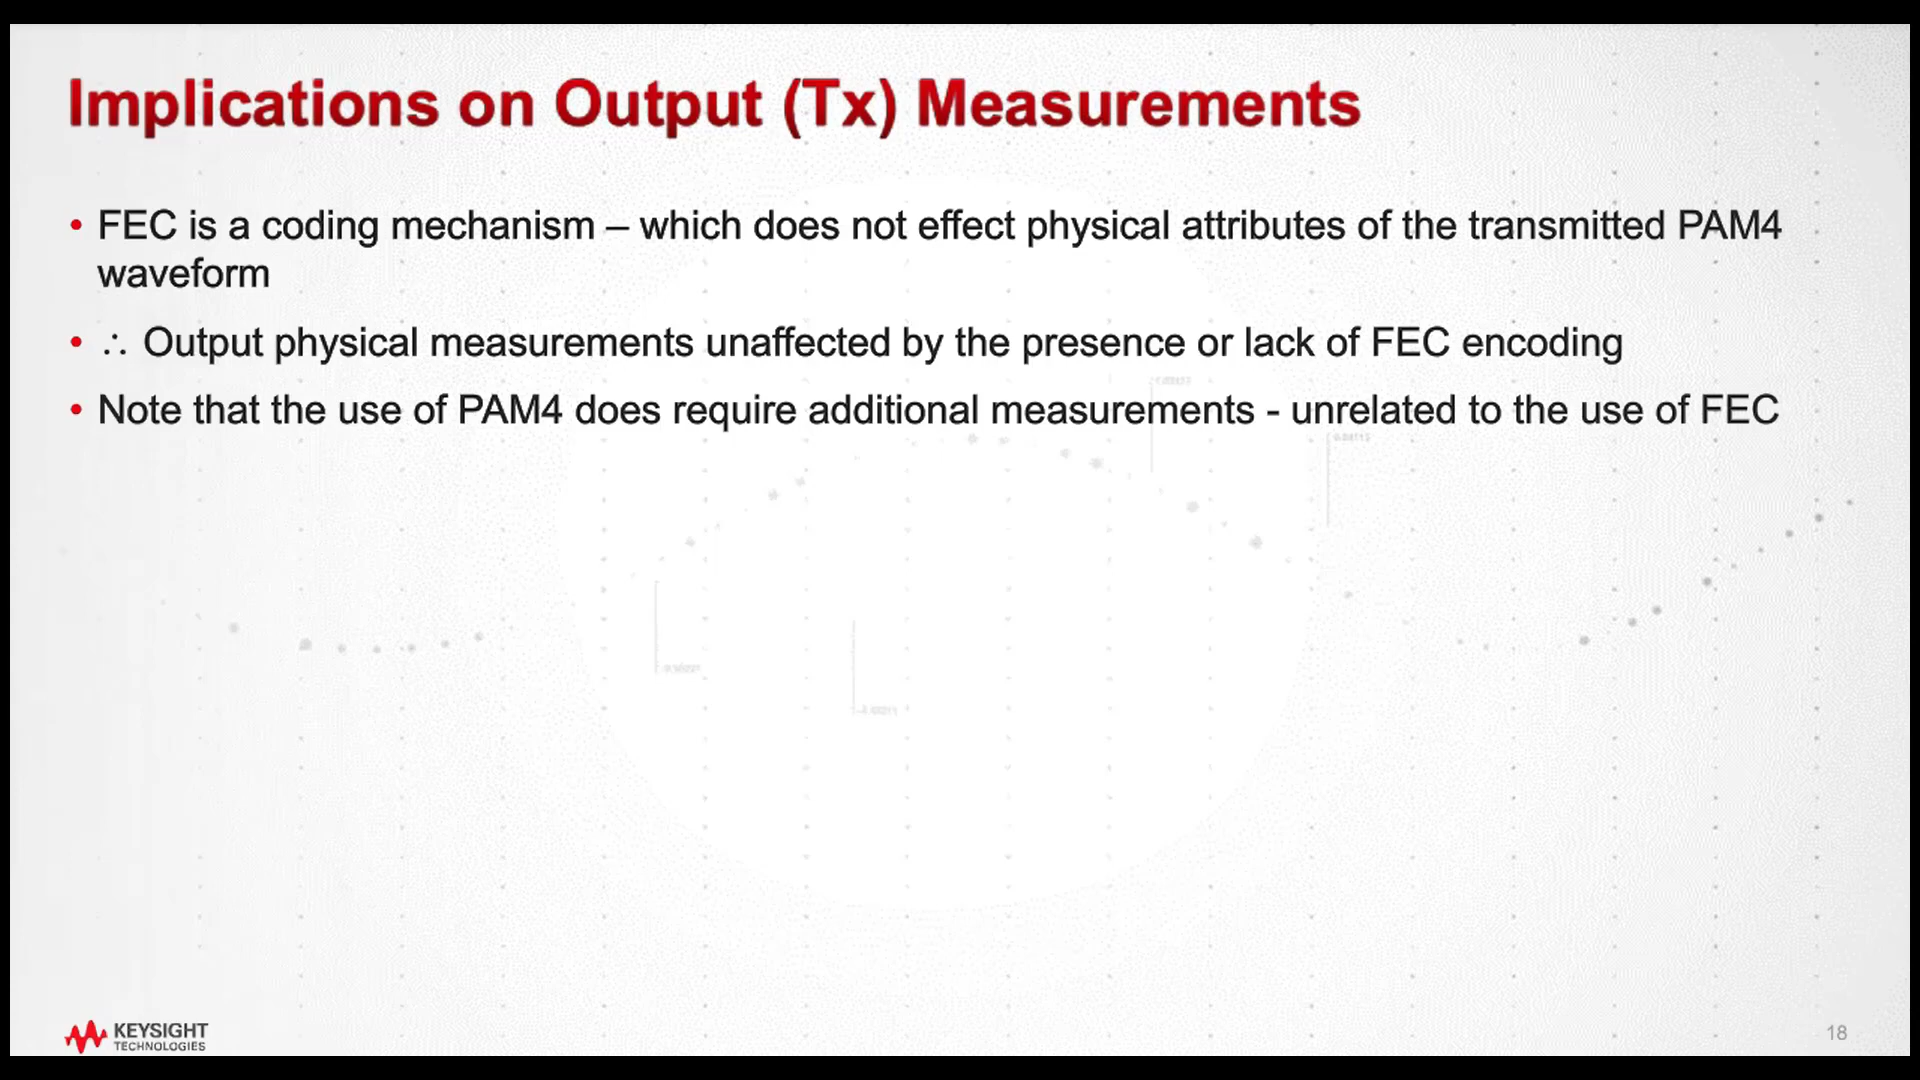 Implications on Output (Tx) Measurements
• FEC is a coding mechanism – which does not effect physical attributes of the transmitted PAM4
waveform
• ∴ Output physical measurements unaffected by the presence or lack of FEC encoding
• Note that the use of PAM4 does require additional measurements - unrelated to the use of FEC
KEYSIGHT
TECHNOLOGIES
18